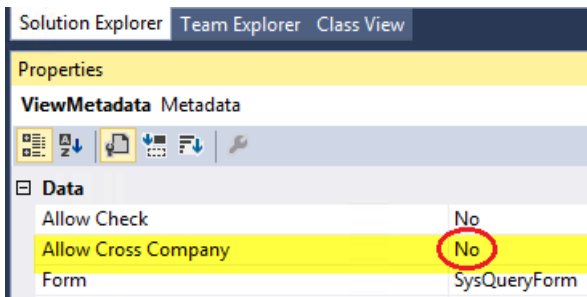 Solution Explorer Team Explorer Class View
Properties
ViewMetadata Metadata
Data
Allow Check No
Allow Cross Company No
Form SysQueryForm